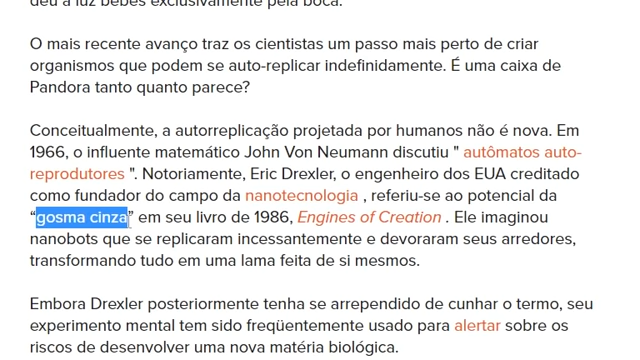 deu à luz bebês exclusivamente pela boca.
O mais recente avanço traz os cientistas um passo mais perto de criar
organismos que podem se auto-replicar indefinidamente. É uma caixa de
Pandora tanto quanto parece?
Conceitualmente, a autorreplicação projetada por humanos não é nova. Em
1966, o influente matemático John Von Neumann discutiu " autômatos auto-
reprodutores ". Notoriamente, Eric Drexler, o engenheiro dos EUA creditado
como fundador do campo da nanotecnologia , referiu-se ao potencial da
“gosma cinza” em seu livro de 1986, Engines of Creation . Ele imaginou
nanobots que se replicaram incessantemente e devoraram seus arredores,
transformando tudo em uma lama feita de si mesmos.
Embora Drexler posteriormente tenha se arrependido de cunhar o termo, seu
experimento mental tem sido freqüentemente usado para alertar sobre os
riscos de desenvolver uma nova matéria biológica.